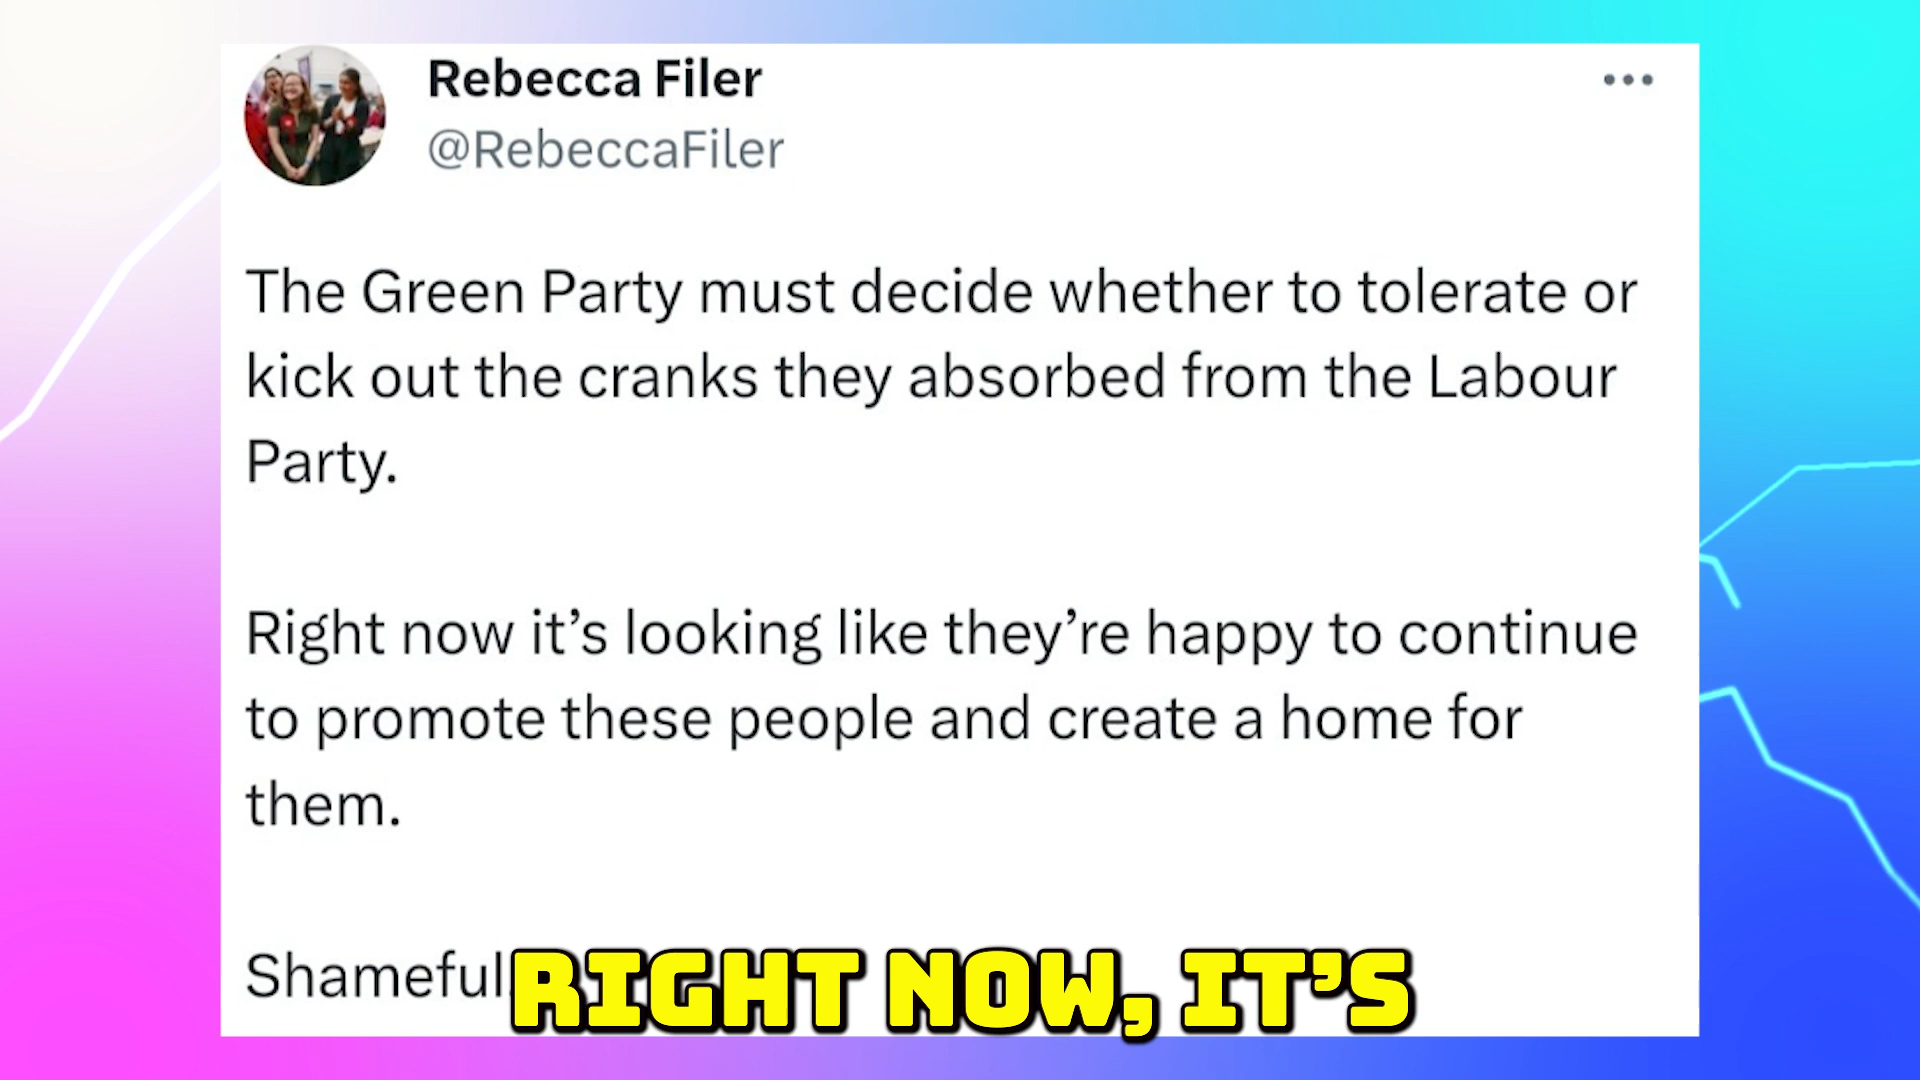 Rebecca Filer
@RebeccaFiler
The Green Party must decide whether to tolerate or
kick out the cranks they absorbed from the Labour
Party.
Right now it’s looking like they’re happy to continue
to promote these people and create a home for
them.
Shameful.
RIGHT NOW, IT’S